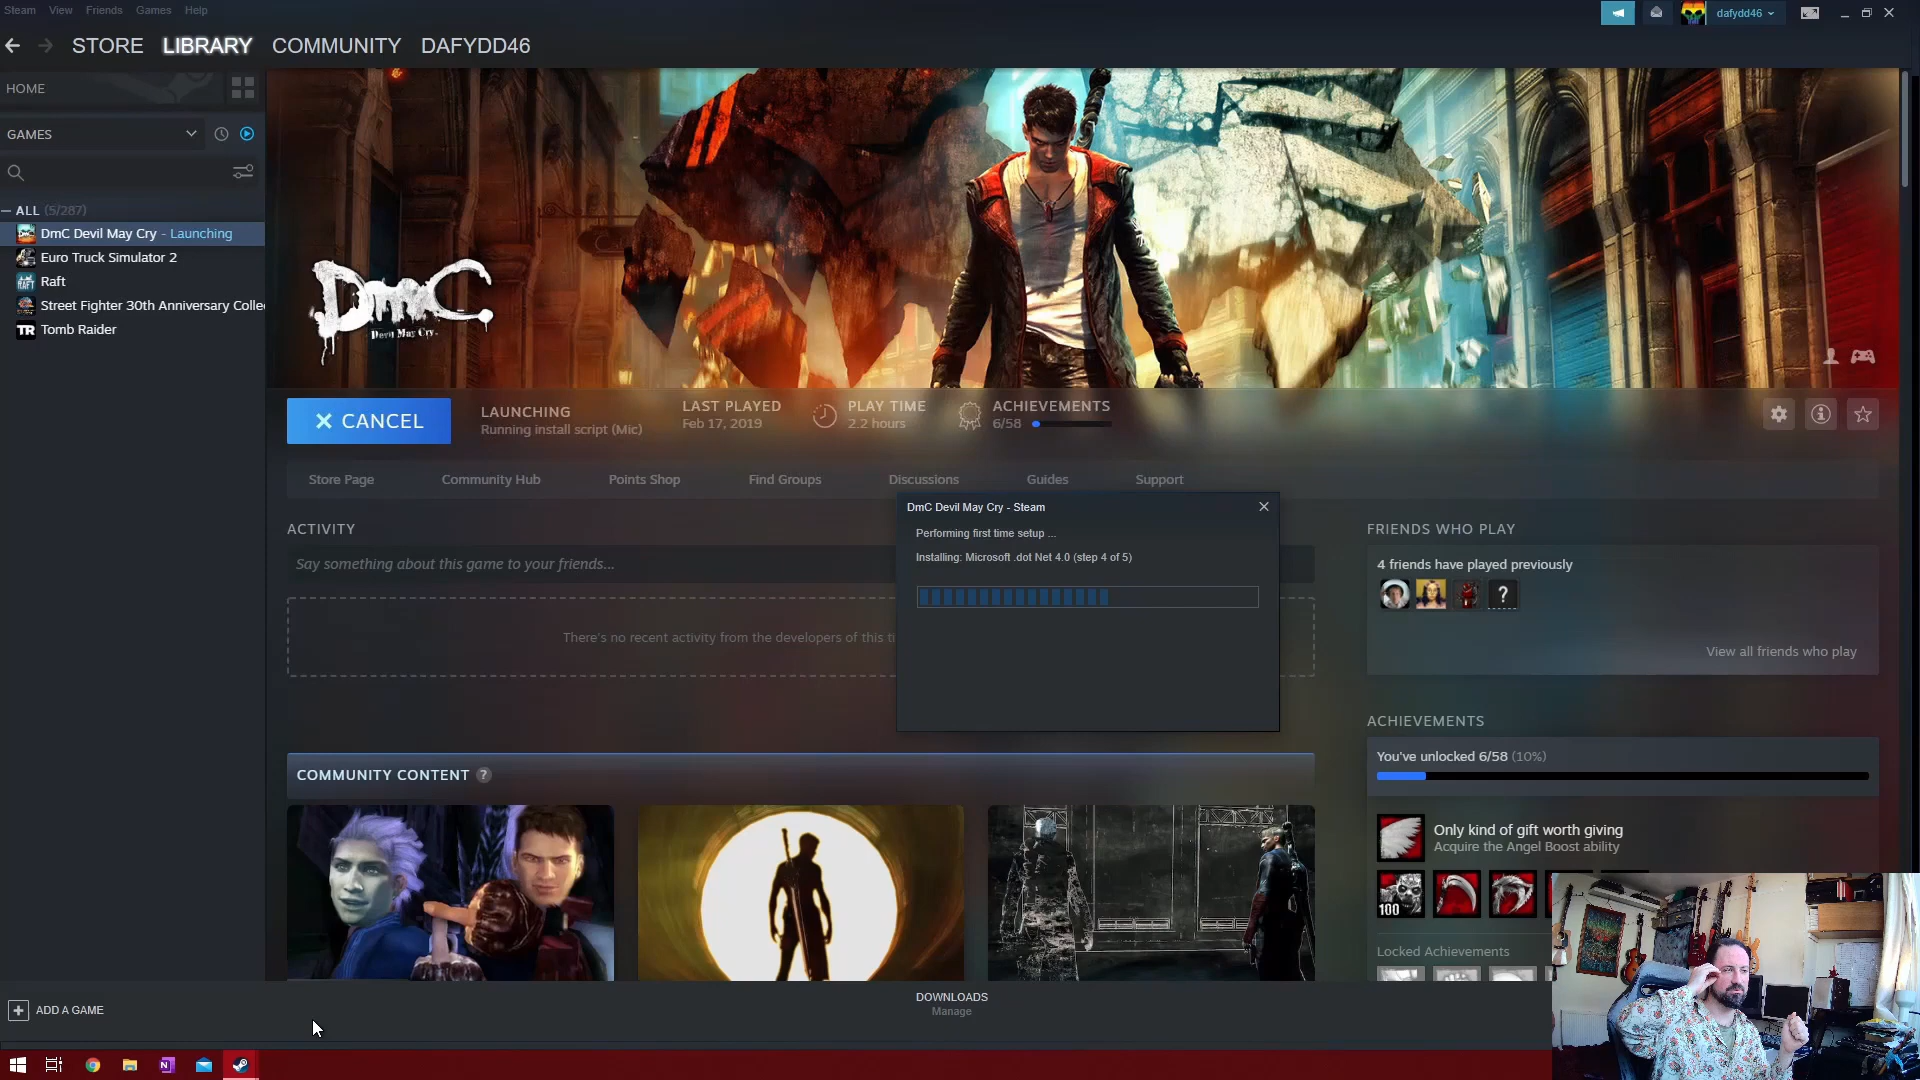 Steam View Friends Games Help
dafydd46
STORE LIBRARY COMMUNITY DAFYDD46
HOME
GAMES
ALL (5/287)
DmC Devil May Cry - Launching
Euro Truck Simulator 2
Raft
Street Fighter 30th Anniversary Colle
TR Tomb Raider
DmC
Devil May Cry
CANCEL
LAUNCHING
Running install script (Mic)
LAST PLAYED
Feb 17, 2019
PLAY TIME
2.2 hours
ACHIEVEMENTS
6/58
Store Page Community Hub Points Shop Find Groups Discussions Guides Support
DmC Devil May Cry - Steam
Performing first time setup ...
Installing: Microsoft .dot Net 4.0 (step 4 of 5)
ACTIVITY
Say something about this game to your friends...
There's no recent activity from the developers of this ti
FRIENDS WHO PLAY
4 friends have played previously
?
View all friends who play
ACHIEVEMENTS
You've unlocked 6/58 (10%)
Only kind of gift worth giving
Acquire the Angel Boost ability
100
Locked Achievements
COMMUNITY CONTENT ?
+ ADD A GAME
DOWNLOADS
Manage